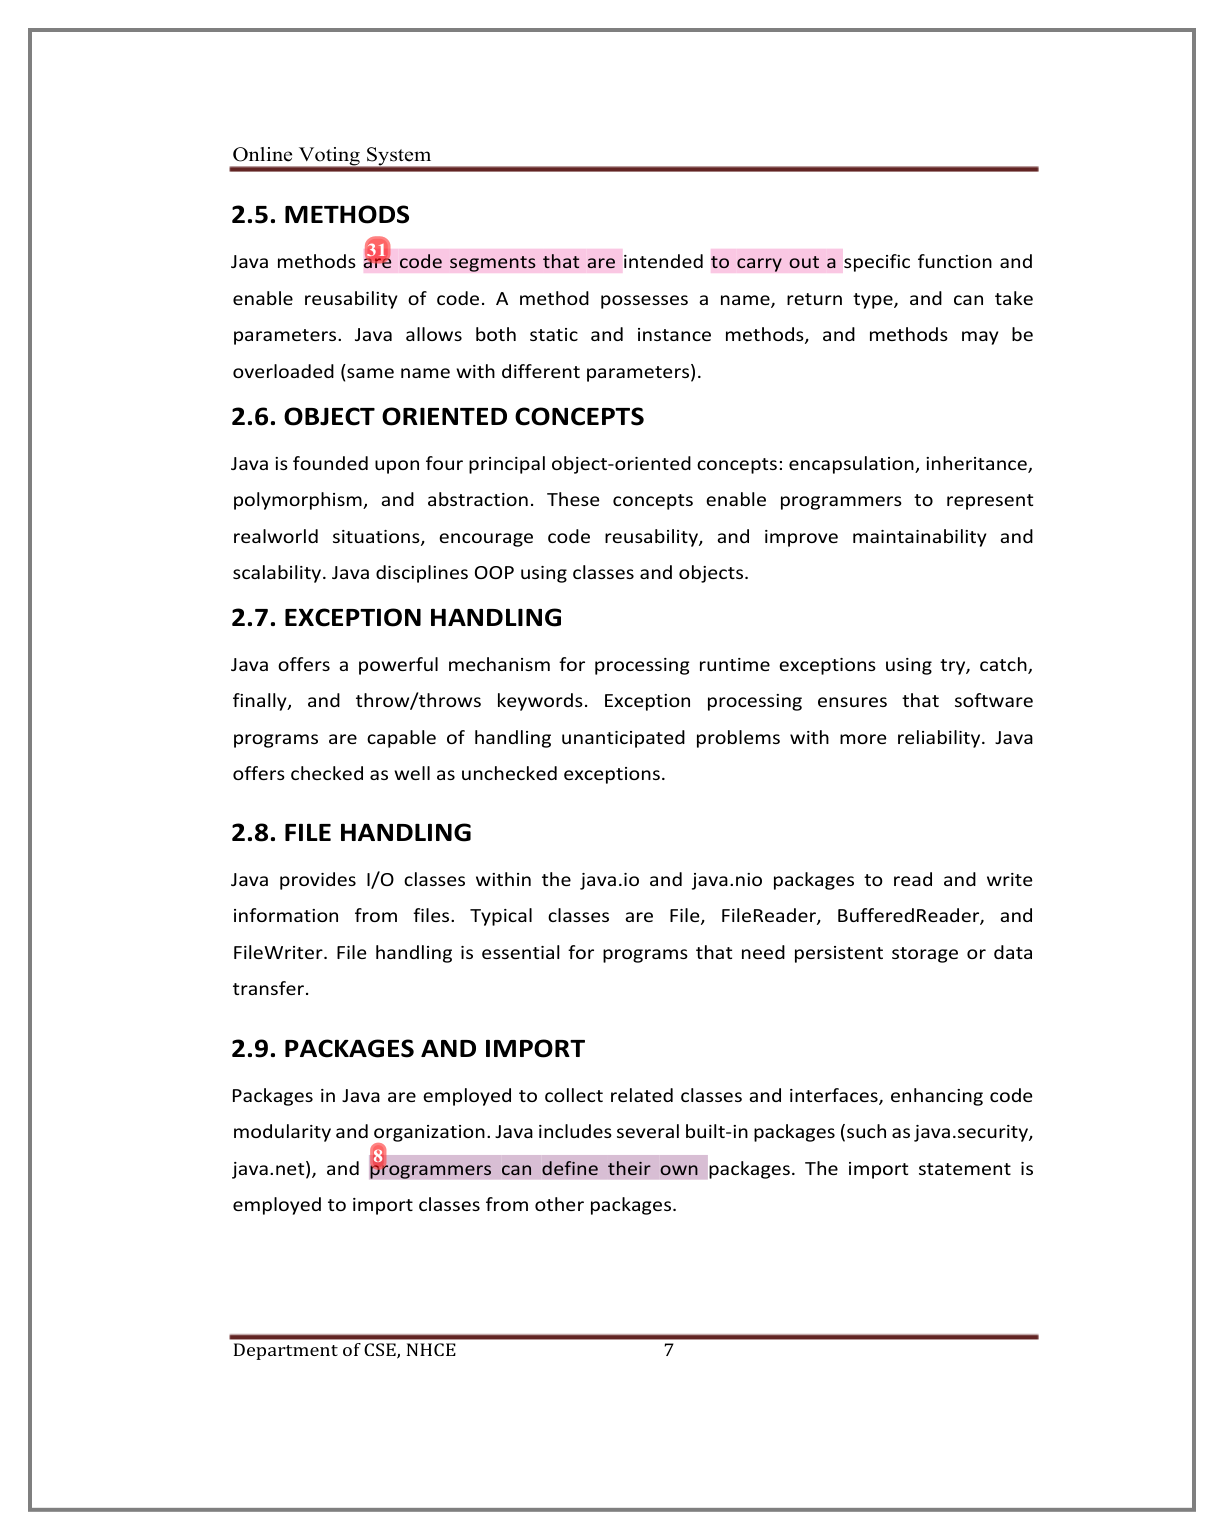 Online Voting System
2.5. METHODS
31
Java methods are code segments that are intended to carry out a specific function and
enable reusability of code. A method possesses a name, return type, and can take
parameters. Java allows both static and instance methods, and methods may be
overloaded (same name with different parameters).
2.6. OBJECT ORIENTED CONCEPTS
Java is founded upon four principal object-oriented concepts: encapsulation, inheritance,
polymorphism, and abstraction. These concepts enable programmers to represent
realworld situations, encourage code reusability, and improve maintainability and
scalability. Java disciplines OOP using classes and objects.
2.7. EXCEPTION HANDLING
Java offers a powerful mechanism for processing runtime exceptions using try, catch,
finally, and throw/throws keywords. Exception processing ensures that software
programs are capable of handling unanticipated problems with more reliability. Java
offers checked as well as unchecked exceptions.
2.8. FILE HANDLING
Java provides I/O classes within the java.io and java.nio packages to read and write
information from files. Typical classes are File, FileReader, BufferedReader, and
FileWriter. File handling is essential for programs that need persistent storage or data
transfer.
2.9. PACKAGES AND IMPORT
Packages in Java are employed to collect related classes and interfaces, enhancing code
modularity and organization. Java includes several built-in packages (such as java.security,
8
java.net), and programmers can define their own packages. The import statement is
employed to import classes from other packages.
Department of CSE, NHCE 7